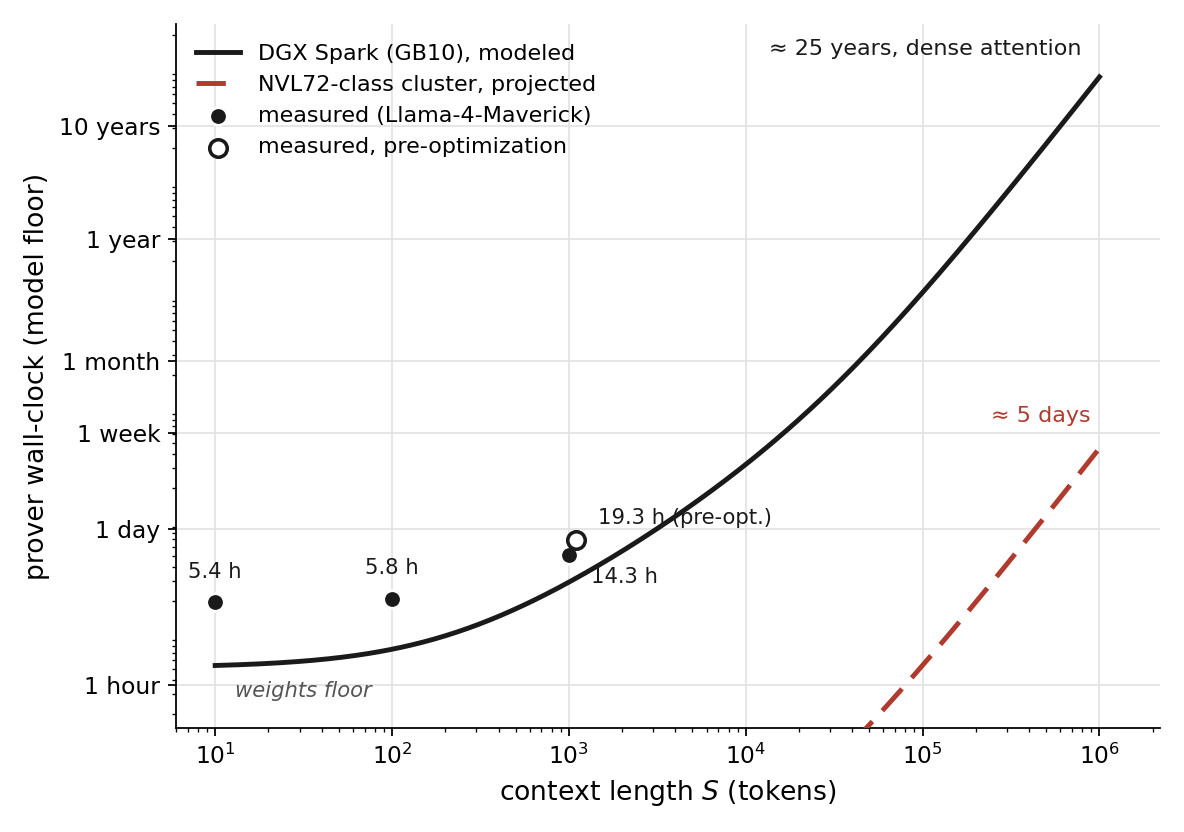 DGX Spark (GB10), modeled
NVL72-class cluster, projected
measured (Llama-4-Maverick)
measured, pre-optimization
≈ 25 years, dense attention
prover wall-clock (model floor)
10 years
1 year
1 month
1 week
1 day
1 hour
≈ 5 days
19.3 h (pre-opt.)
14.3 h
5.4 h
5.8 h
weights floor
10¹ 10² 10³ 10⁴ 10⁵ 10⁶
context length S (tokens)